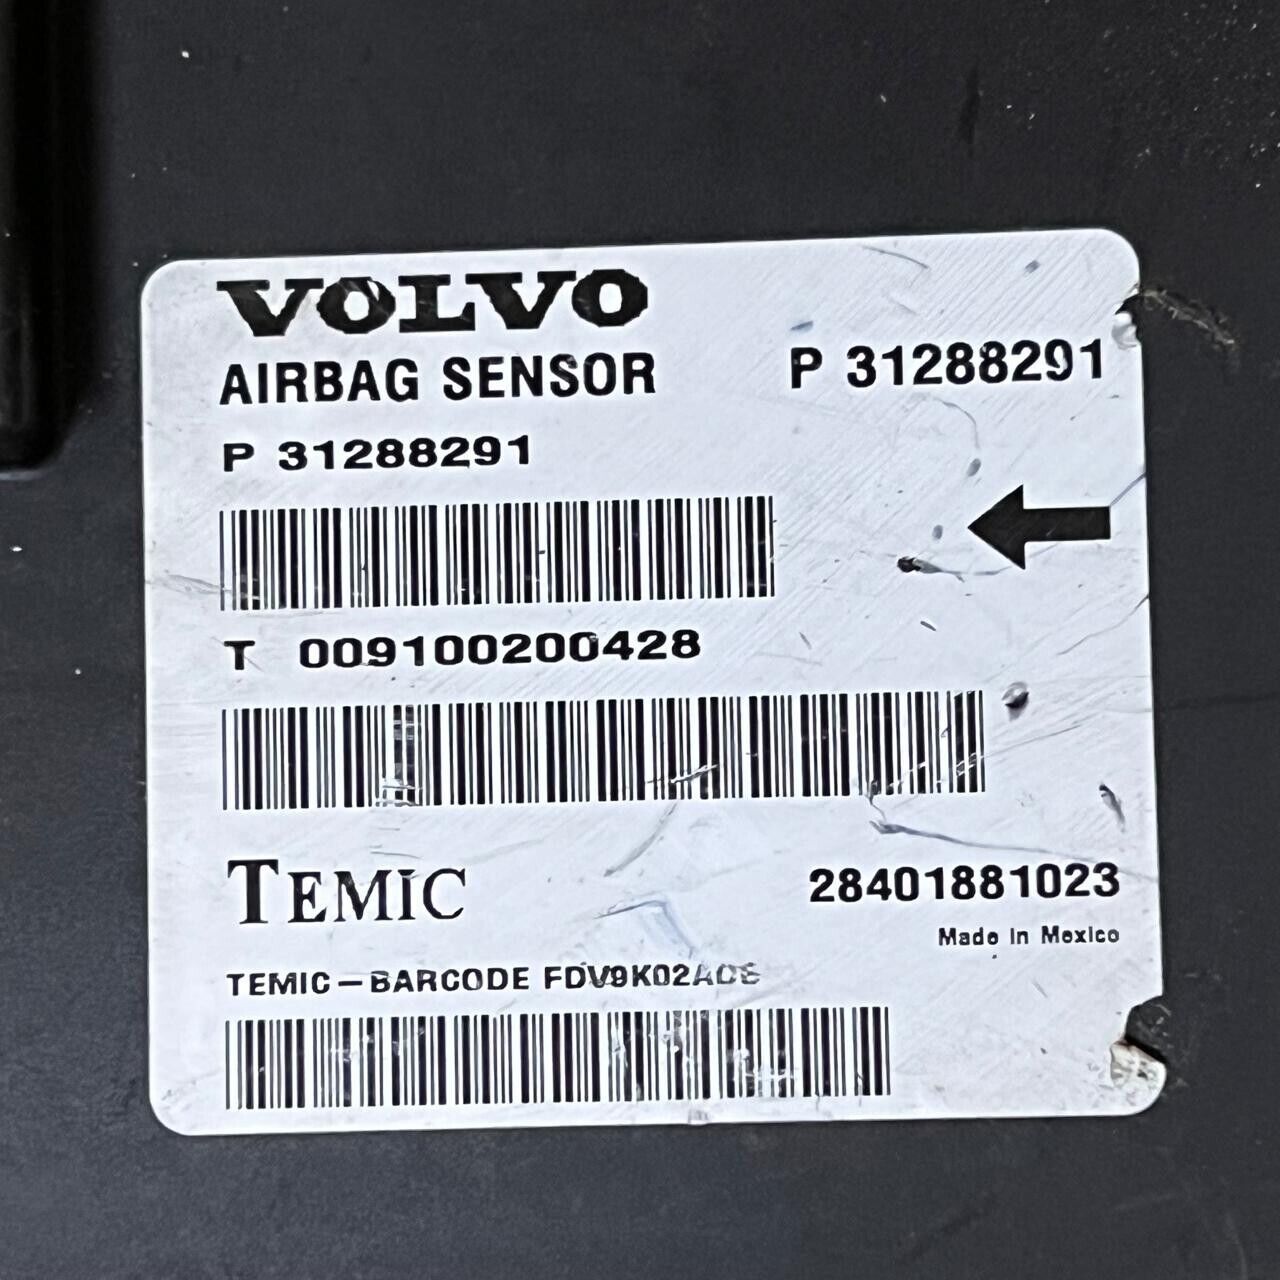 VOLVO
AIRBAG SENSOR
P 31288291
P 31288291
T 009100200428
TEMIC
28401881023
Made in Mexico
TEMIC-BARCODE